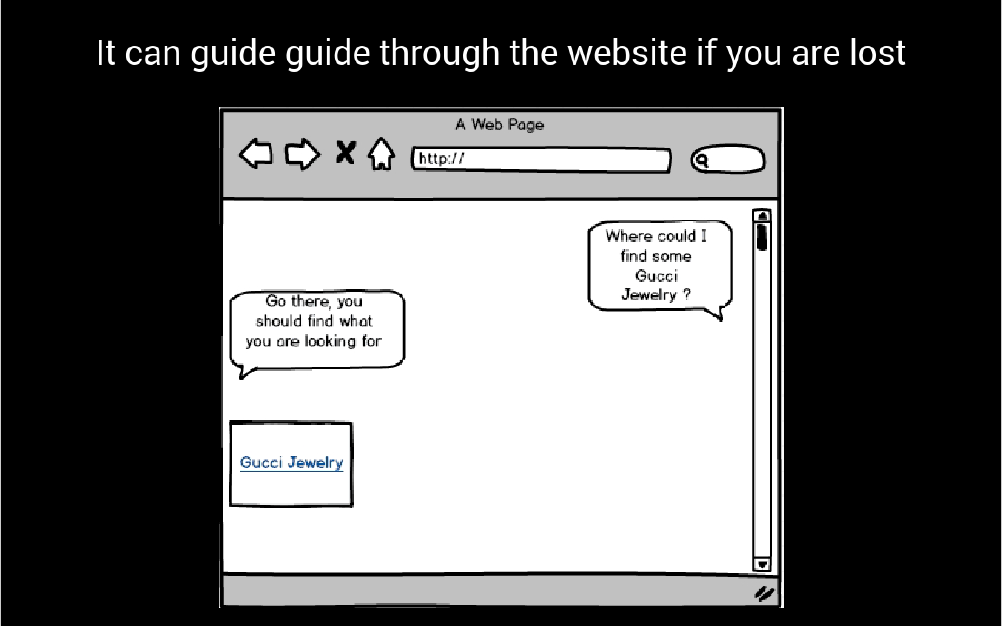 It can guide guide through the website if you are lost
A Web Page
http://
Where could I
find some
Gucci
Jewelry ?
Go there, you
should find what
you are looking for
Gucci Jewelry